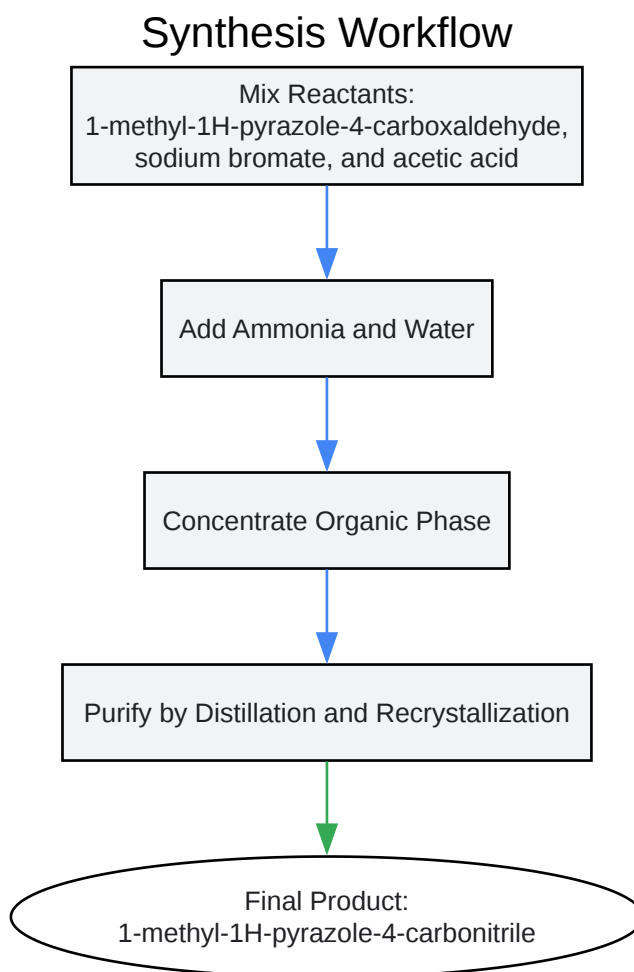 Synthesis Workflow
Mix Reactants:
1-methyl-1H-pyrazole-4-carboxaldehyde,
sodium bromate, and acetic acid
Add Ammonia and Water
Concentrate Organic Phase
Purify by Distillation and Recrystallization
Final Product:
1-methyl-1H-pyrazole-4-carbonitrile